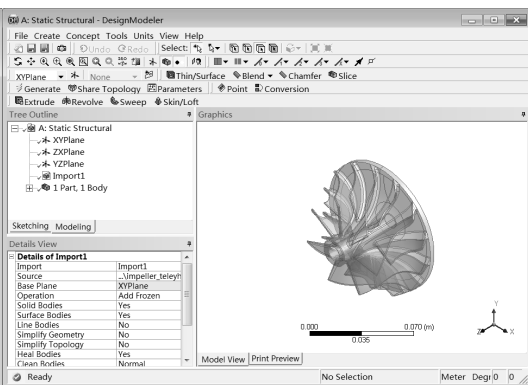 A: Static Structural - DesignModeler
File Create Concept Tools Units View Help
Undo Redo Select:
XYPlane None Thin/Surface Blend Chamfer Slice
Generate Share Topology Parameters Point Conversion
Extrude Revolve Sweep Skin/Loft
Tree Outline
A: Static Structural
XYPlane
ZXPlane
YZPlane
Import1
1 Part, 1 Body
Sketching Modeling
Details View
Details of Import1
Import Import1
Source ...\impeller_teleyh
Base Plane XYPlane
Operation Add Frozen
Solid Bodies Yes
Surface Bodies Yes
Line Bodies No
Simplify Geometry No
Simplify Topology No
Heal Bodies Yes
Clean Bodies Normal
Graphics
0.000 0.070 (m)
0.035
Y
Z X
Model View Print Preview
Ready No Selection Meter Degr 0 0